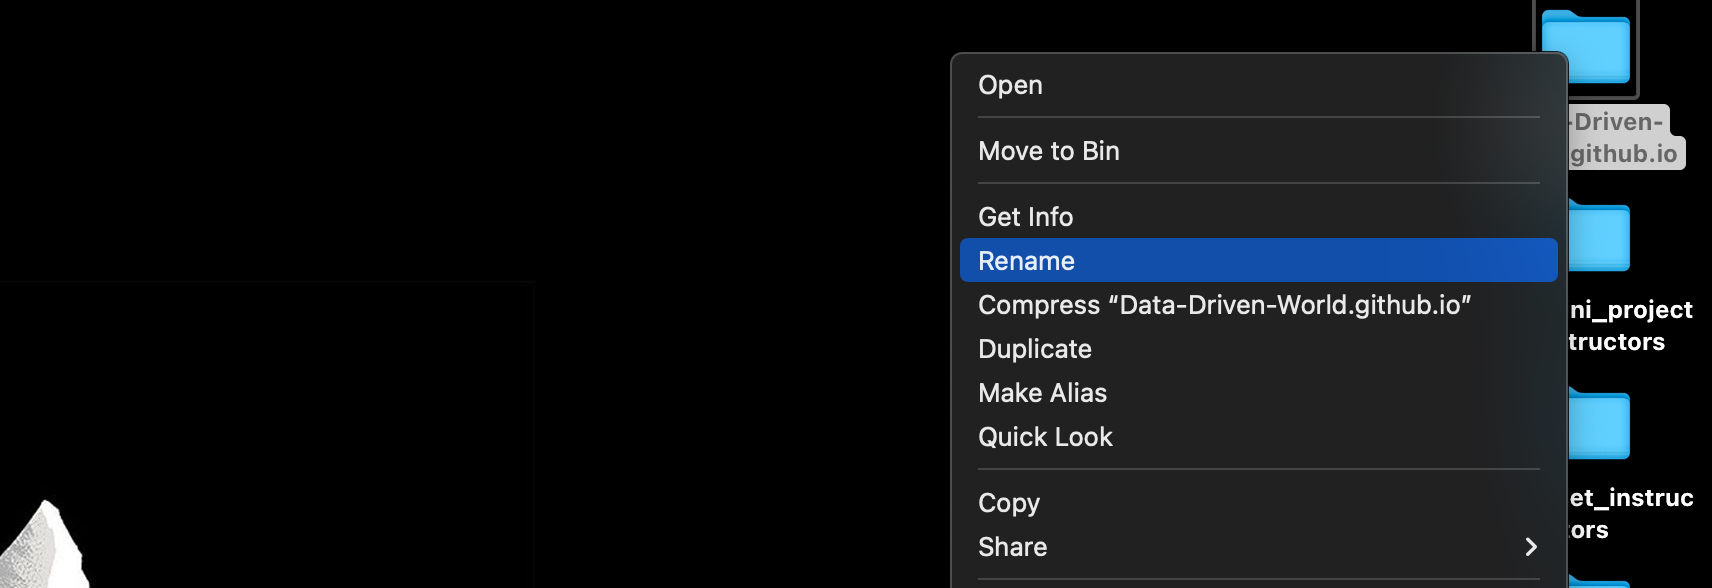 Open
Move to Bin
Get Info
Rename
Compress “Data-Driven-World.github.io”
Duplicate
Make Alias
Quick Look
Copy
Share
-Driven-
github.io
ni_project
tructors
et_instruc
ors